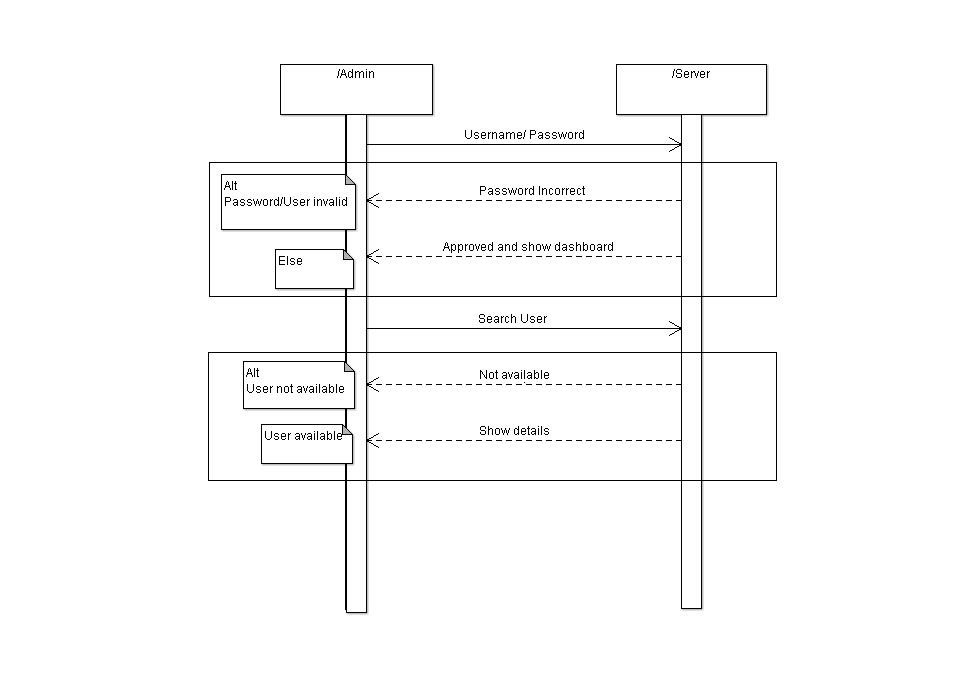 /Admin
/Server
Username/ Password
Alt
Password/User invalid
Password Incorrect
Approved and show dashboard
Else
Search User
Alt
User not available
Not available
User available
Show details